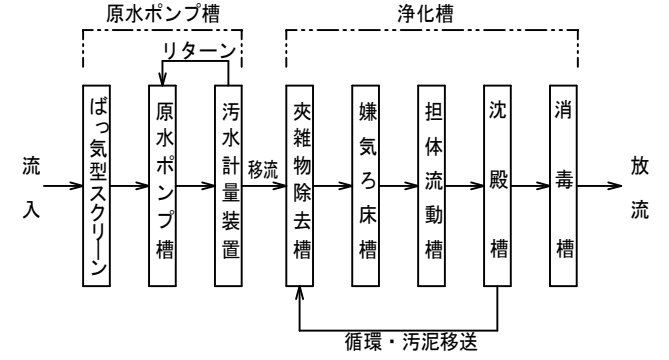 原水ポンプ槽
浄化槽
リターン
流入
ばっ気型スクリーン
原水ポンプ槽
汚水計量装置
移流
夾雑物除去槽
嫌気ろ床槽
担体流動槽
沈殿槽
消毒槽
放流
循環・汚泥移送